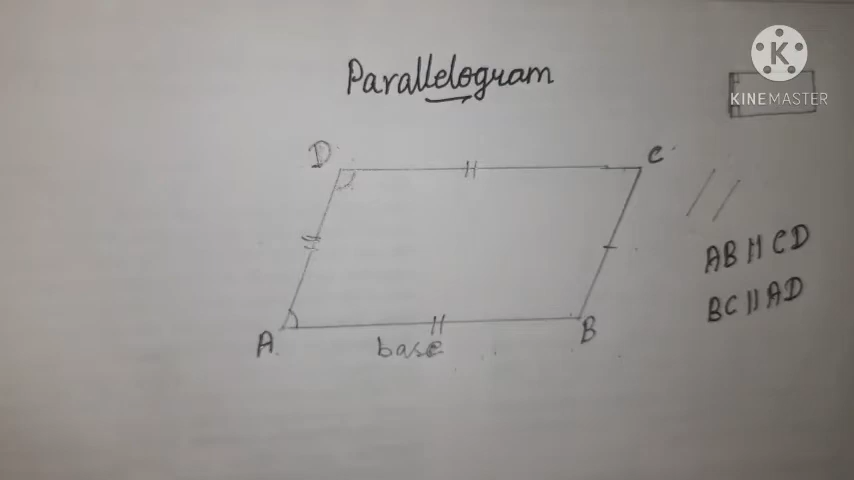 Parallelogram
K
KINEMASTER
D
C
AB || CD
BC || AD
A
base
B